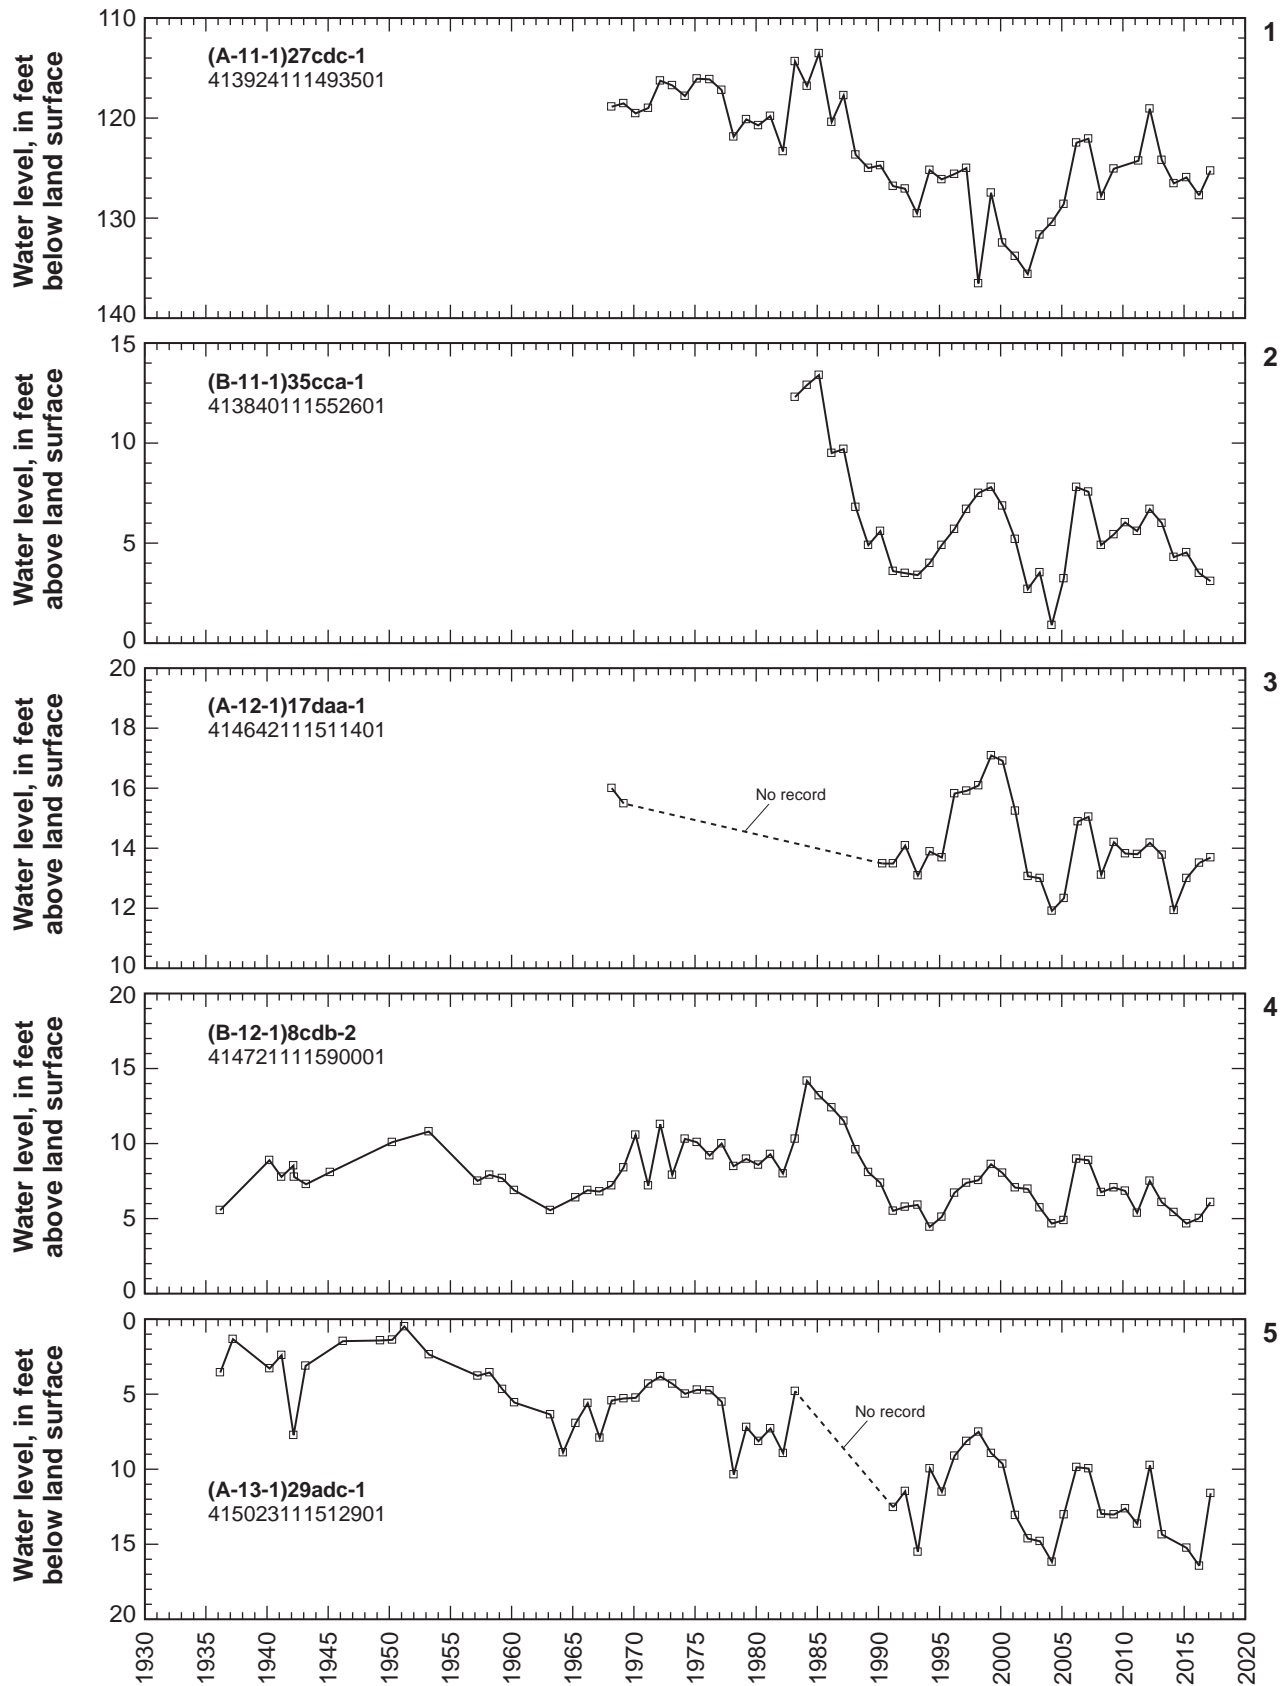 1
Water level, in feet
below land surface
110
120
130
140
(A-11-1)27cdc-1
413924111493501
2
Water level, in feet
above land surface
15
10
5
0
(B-11-1)35cca-1
413840111552601
3
Water level, in feet
above land surface
20
18
16
14
12
10
(A-12-1)17daa-1
414642111511401
No record
4
Water level, in feet
above land surface
20
15
10
5
0
(B-12-1)8cdb-2
414721111590001
5
Water level, in feet
below land surface
0
5
10
15
20
No record
(A-13-1)29adc-1
415023111512901
1930 1935 1940 1945 1950 1955 1960 1965 1970 1975 1980 1985 1990 1995 2000 2005 2010 2015 2020